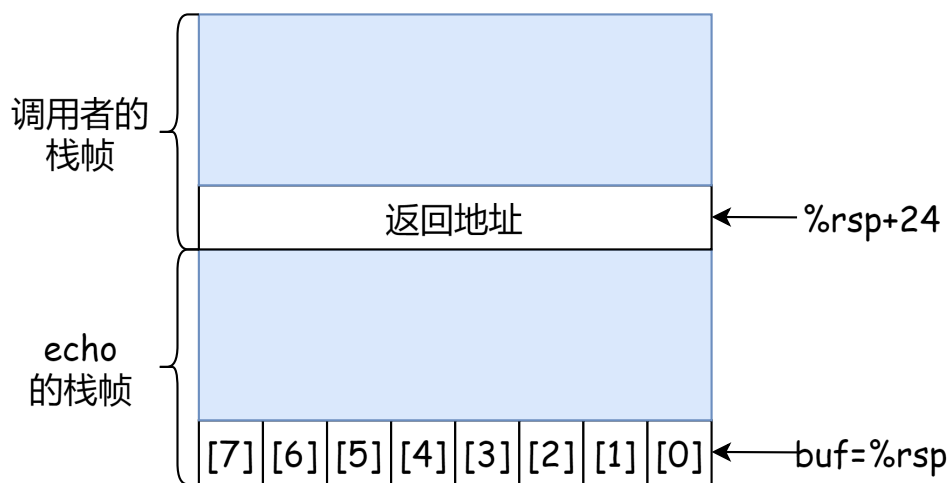 调用者的
栈帧
返回地址
%rsp+24
echo
的栈帧
[7] [6] [5] [4] [3] [2] [1] [0]
buf=%rsp